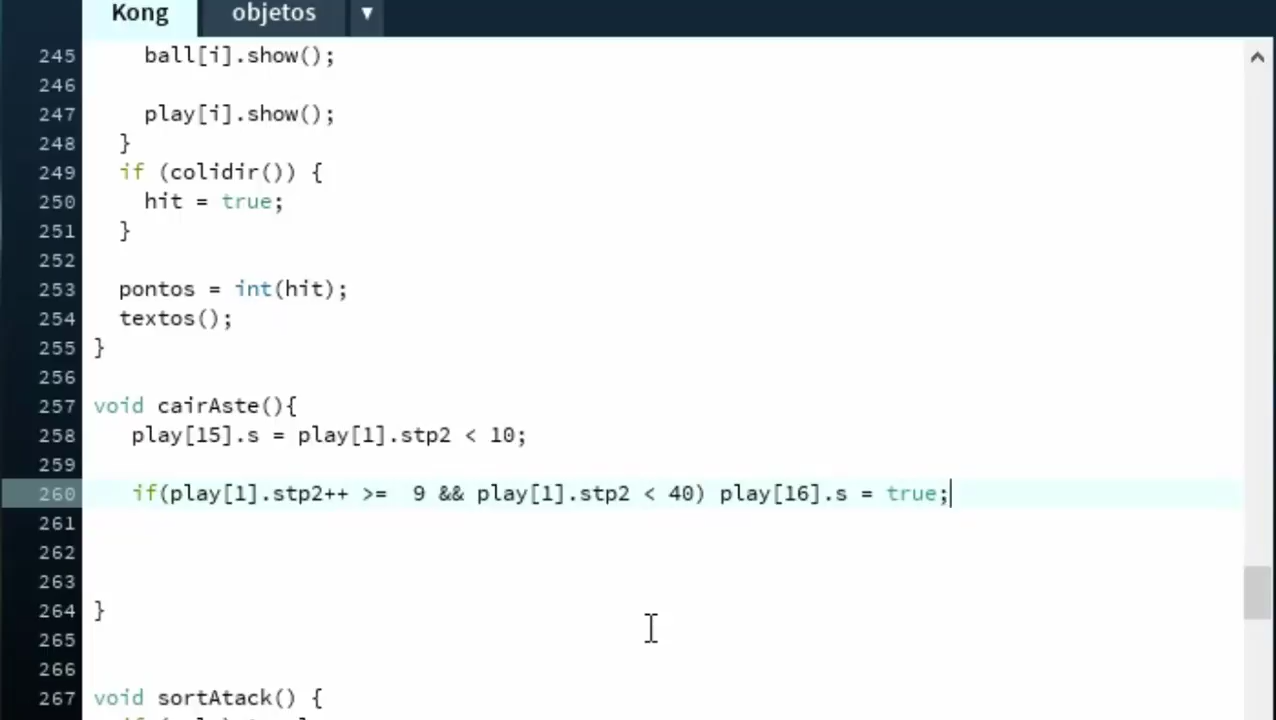 Kong objetos ▼
245 ball[i].show();
246
247 play[i].show();
248 }
249 if (colidir()) {
250 hit = true;
251 }
252
253 pontos = int(hit);
254 textos();
255 }
256
257 void cairAste(){
258 play[15].s = play[1].stp2 < 10;
259
260 if(play[1].stp2++ >=  9 && play[1].stp2 < 40) play[16].s = true;
261
262
263
264 }
265
266
267 void sortAtack() {